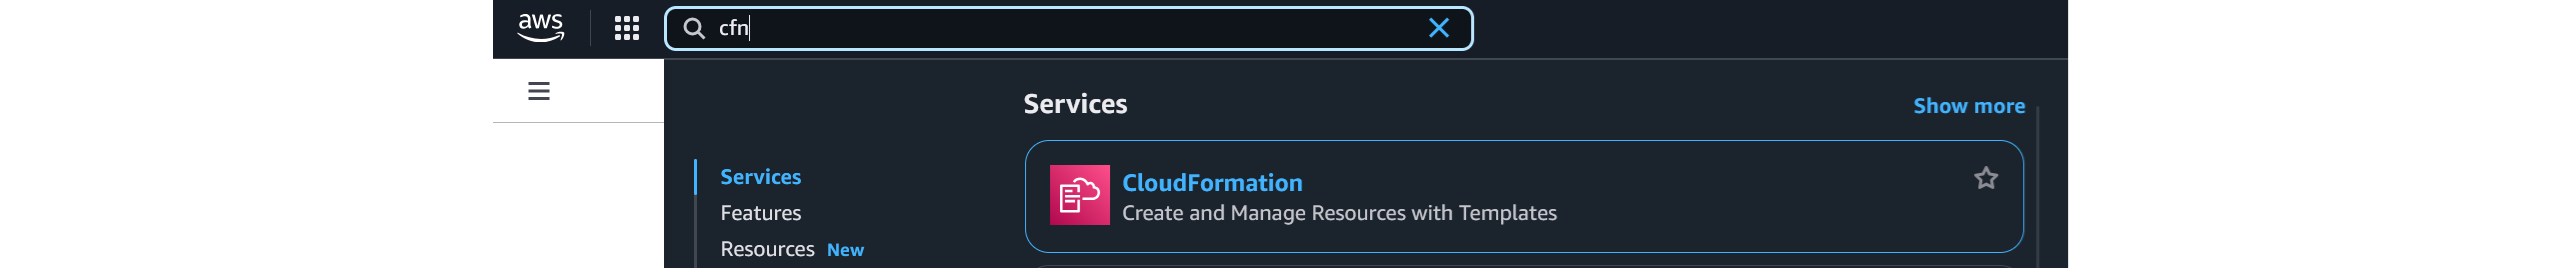 aws
cfn
Services
Show more
Services
Features
Resources New
CloudFormation
Create and Manage Resources with Templates